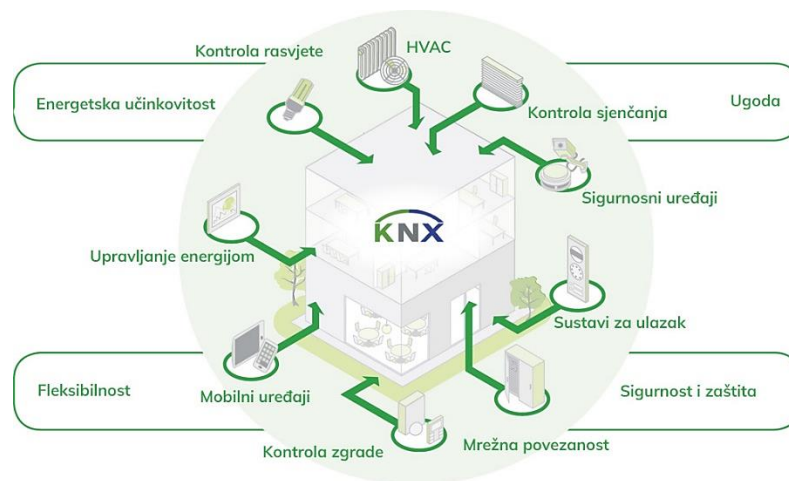 Kontrola rasvjete
HVAC
Energetska učinkovitost
Kontrola sjenčanja
Ugoda
Sigurnosni uređaji
KNX
Upravljanje energijom
Sustavi za ulazak
Fleksibilnost
Mobilni uređaji
Sigurnost i zaštita
Kontrola zgrade
Mrežna povezanost